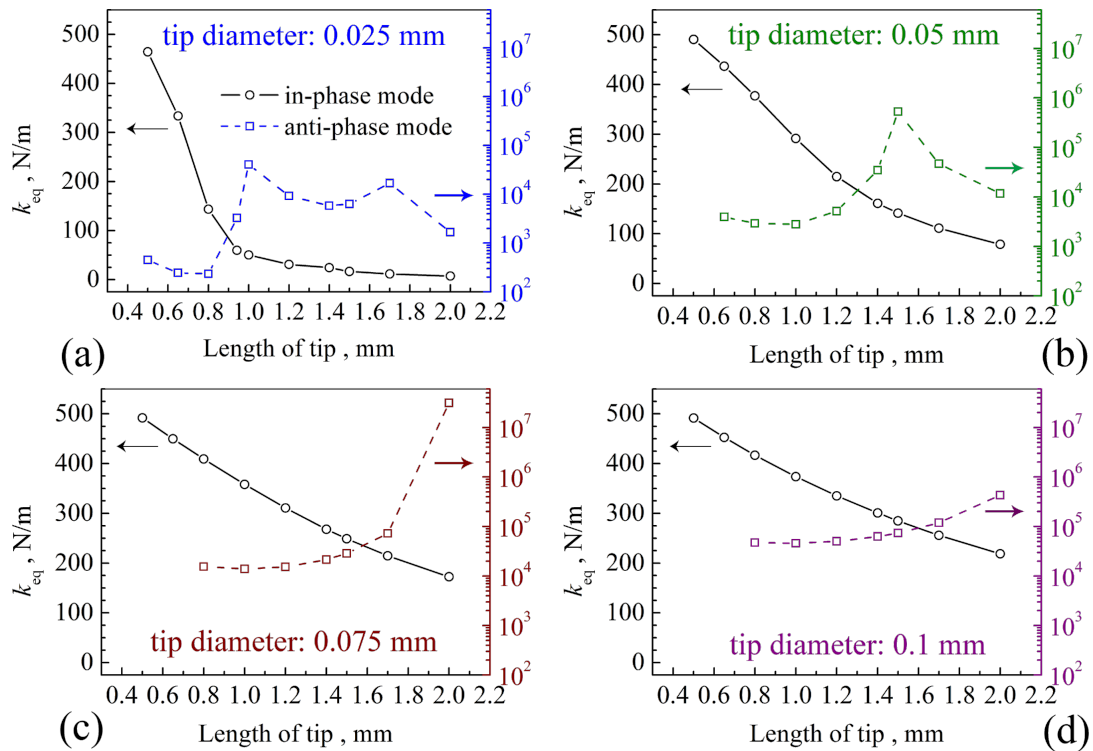 tip diameter: 0.025 mm
in-phase mode
anti-phase mode
k_eq , N/m
500
400
300
200
100
0
10^7
10^6
10^5
10^4
10^3
10^2
0.4 0.6 0.8 1.0 1.2 1.4 1.6 1.8 2.0 2.2
Length of tip , mm
(a)
tip diameter: 0.05 mm
k_eq , N/m
500
400
300
200
100
0
10^7
10^6
10^5
10^4
10^3
10^2
0.4 0.6 0.8 1.0 1.2 1.4 1.6 1.8 2.0 2.2
Length of tip , mm
(b)
tip diameter: 0.075 mm
k_eq , N/m
500
400
300
200
100
0
10^7
10^6
10^5
10^4
10^3
10^2
0.4 0.6 0.8 1.0 1.2 1.4 1.6 1.8 2.0 2.2
Length of tip , mm
(c)
tip diameter: 0.1 mm
k_eq , N/m
500
400
300
200
100
0
10^7
10^6
10^5
10^4
10^3
10^2
0.4 0.6 0.8 1.0 1.2 1.4 1.6 1.8 2.0 2.2
Length of tip , mm
(d)